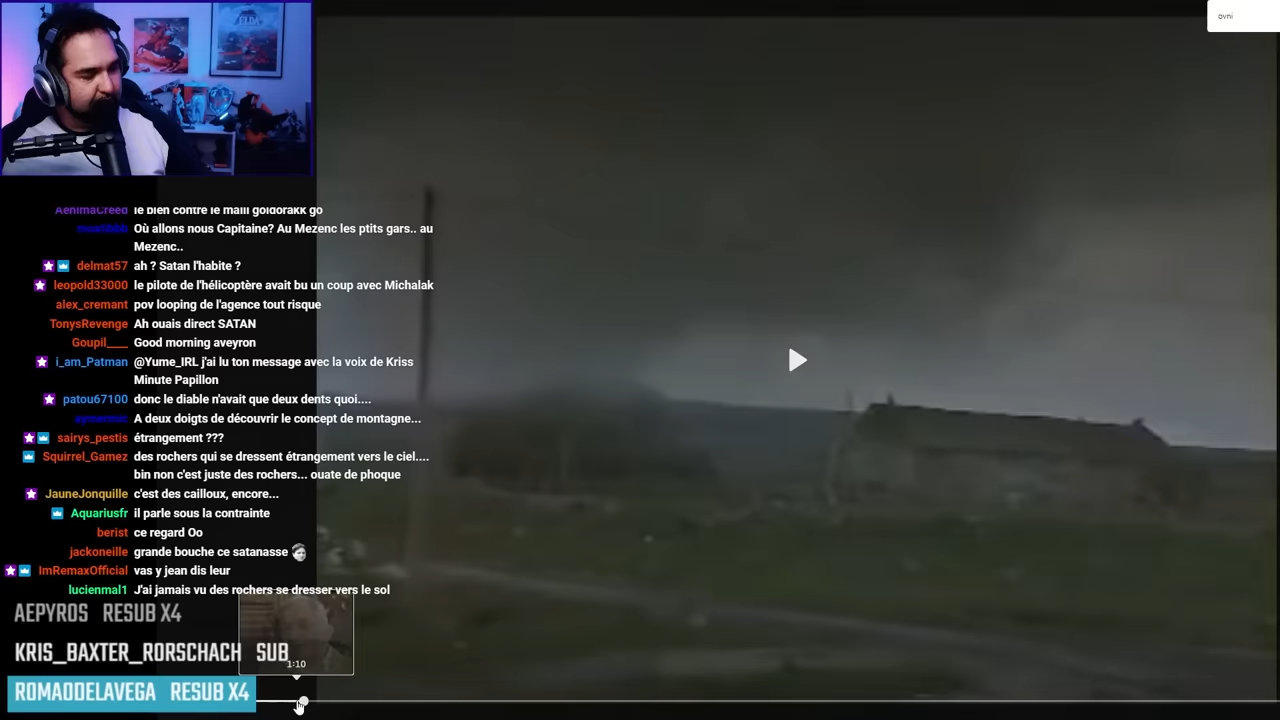 ovni
AenimaCreed le bien contre le malll goldorakk go
Où allons nous Capitaine? Au Mezenc les ptits gars.. au
Mezenc..
delmat57 ah ? Satan l'habite ?
leopold33000 le pilote de l'hélicoptère avait bu un coup avec Michalak
alex_cremant pov looping de l'agence tout risque
TonysRevenge Ah ouais direct SATAN
Goupil____ Good morning aveyron
i_am_Patman @Yume_IRL j'ai lu ton message avec la voix de Kriss
Minute Papillon
patou67100 donc le diable n'avait que deux dents quoi....
A deux doigts de découvrir le concept de montagne...
sairys_pestis étrangement ???
Squirrel_Gamez des rochers qui se dressent étrangement vers le ciel....
bin non c'est juste des rochers... ouate de phoque
JauneJonquille c'est des cailloux, encore...
Aquariusfr il parle sous la contrainte
berist ce regard Oo
jackoneille grande bouche ce satanasse
ImRemaxOfficial vas y jean dis leur
lucienmal1 J'ai jamais vu des rochers se dresser vers le sol
AEPYROS RESUB X4
KRIS_BAXTER_RORSCHACH SUB
1:10
ROMAODELAVEGA RESUB X4